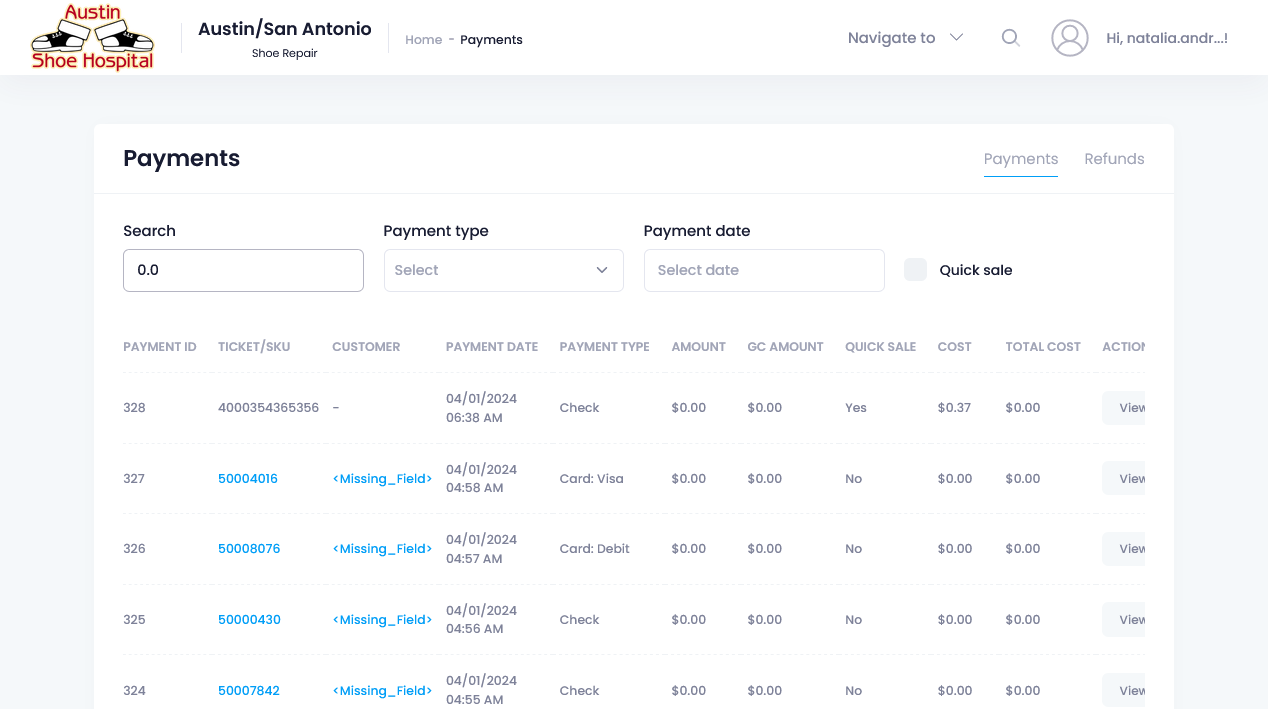 Austin
Shoe Hospital
Austin/San Antonio
Shoe Repair
Home - Payments
Navigate to
Hi, natalia.andr...!
Payments
Payments Refunds
Search Payment type Payment date
0.0 Select Select date Quick sale
PAYMENT ID TICKET/SKU CUSTOMER PAYMENT DATE PAYMENT TYPE AMOUNT GC AMOUNT QUICK SALE COST TOTAL COST ACTION
328 4000354365356 - 04/01/2024 06:38 AM Check $0.00 $0.00 Yes $0.37 $0.00 View
327 50004016 <Missing_Field> 04/01/2024 04:58 AM Card: Visa $0.00 $0.00 No $0.00 $0.00 View
326 50008076 <Missing_Field> 04/01/2024 04:57 AM Card: Debit $0.00 $0.00 No $0.00 $0.00 View
325 50000430 <Missing_Field> 04/01/2024 04:56 AM Check $0.00 $0.00 No $0.00 $0.00 View
324 50007842 <Missing_Field> 04/01/2024 04:55 AM Check $0.00 $0.00 No $0.00 $0.00 View